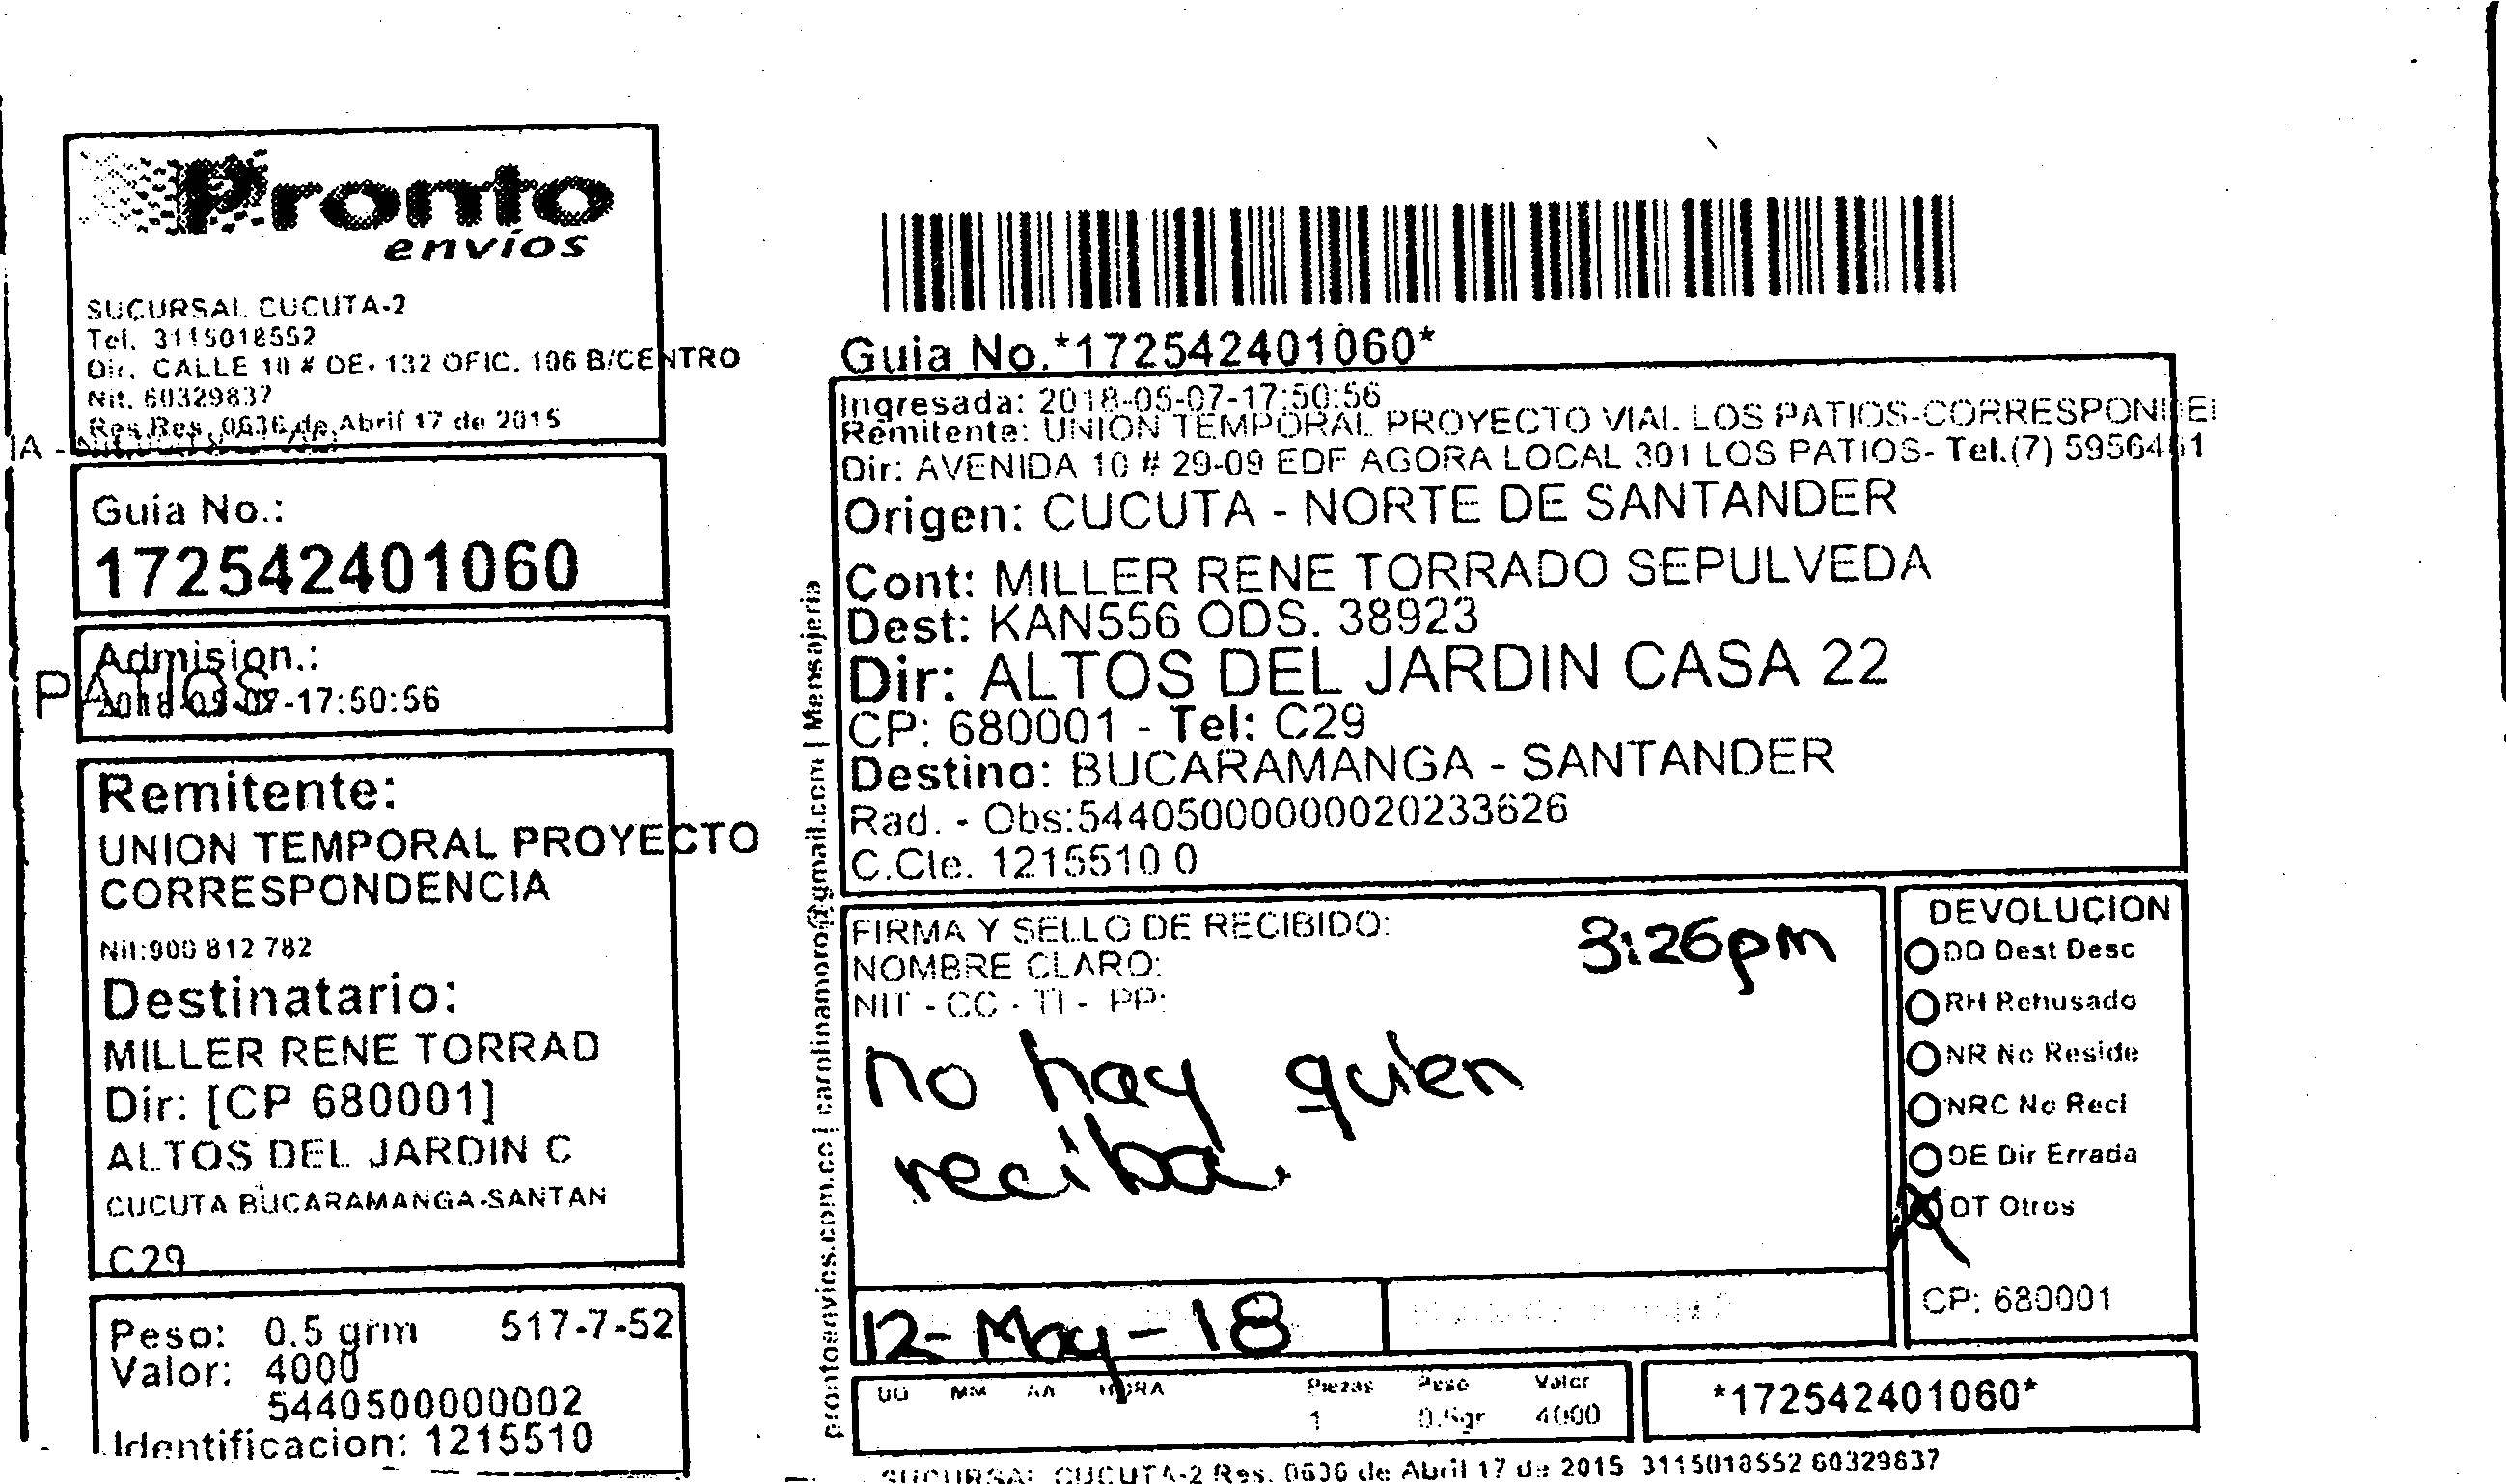 Pronto
envíos
SUCURSAL CUCUTA-2
Tel. 3115018552
Dir. CALLE 10 # OE- 132 OFIC. 106 B/CENTRO
Nit. 60329837
Res Res. 0636 de Abril 17 de 2015
IA -
Guia No.:
172542401060
Admision.:
PATIOS
2018-05-07-17:50:56
Remitente:
UNION TEMPORAL PROYECTO
CORRESPONDENCIA
Nit:900 812 782
Destinatario:
MILLER RENE TORRAD
Dir: [CP 680001]
ALTOS DEL JARDIN C
CUCUTA BUCARAMANGA-SANTAN
C29
Peso: 0.5 grm 517-7-52
Valor: 4000
5440500000002
Identificacion: 1215510
prontoenvios.com.co | carolinamoro@gmail.com | Mensajeria
Guia No.*172542401060*
Ingresada: 2018-05-07-17:50:56
Remitente: UNION TEMPORAL PROYECTO VIAL LOS PATIOS-CORRESPONDE
Dir: AVENIDA 10 # 29-09 EDF AGORA LOCAL 301 LOS PATIOS- Tel.(7) 5956461
Origen: CUCUTA - NORTE DE SANTANDER
Cont: MILLER RENE TORRADO SEPULVEDA
Dest: KAN556 ODS. 38923
Dir: ALTOS DEL JARDIN CASA 22
CP: 680001 - Tel: C29
Destino: BUCARAMANGA - SANTANDER
Rad. - Obs:544050000000020233626
C.Cle. 1215510 0
FIRMA Y SELLO DE RECIBIDO:
NOMBRE CLARO:
NIT - CC - TI - PP:
3:26pm
no hay quien
reciba.
12-May-18
DD MM AA HORA Piezas Peso Valor
1 0.5gr 4000
DEVOLUCION
DD Dest Desc
RH Rehusado
NR No Reside
NRC No Recl
DE Dir Errada
OT Otros
CP: 680001
*172542401060*
SUCURSAL CUCUTA-2 Res. 0636 de Abril 17 de 2015 3115018552 60329837